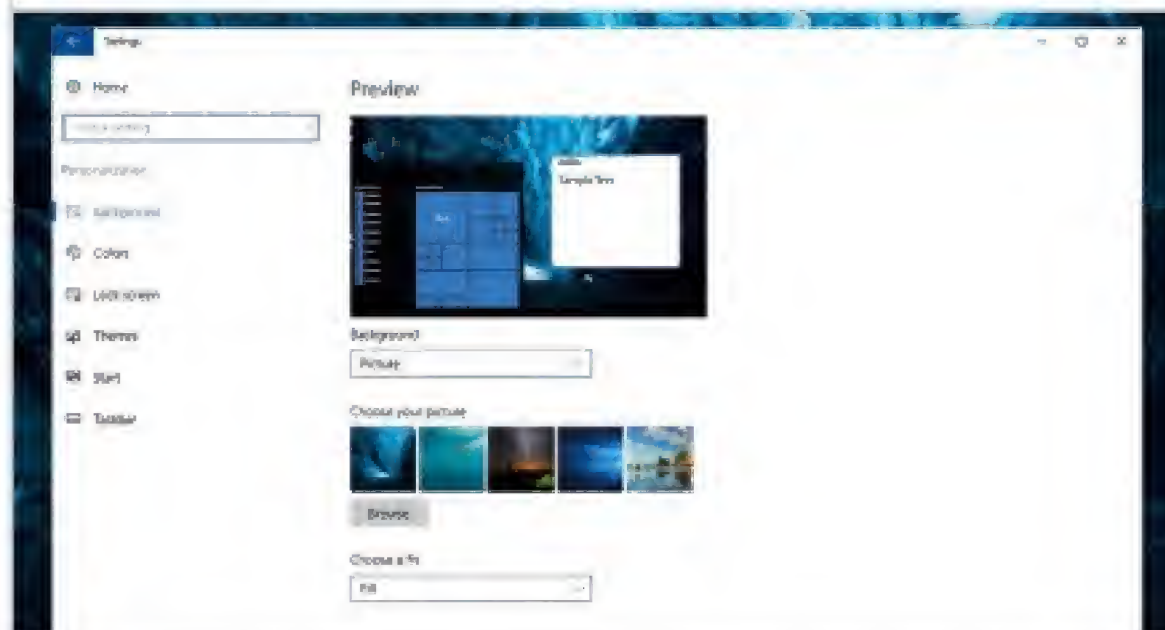 Settings
Home
Personalization
Background
Colors
Lock screen
Themes
Start
Taskbar
Preview
Sample Text
Background
Picture
Choose your picture
Browse
Choose a fit
Fill